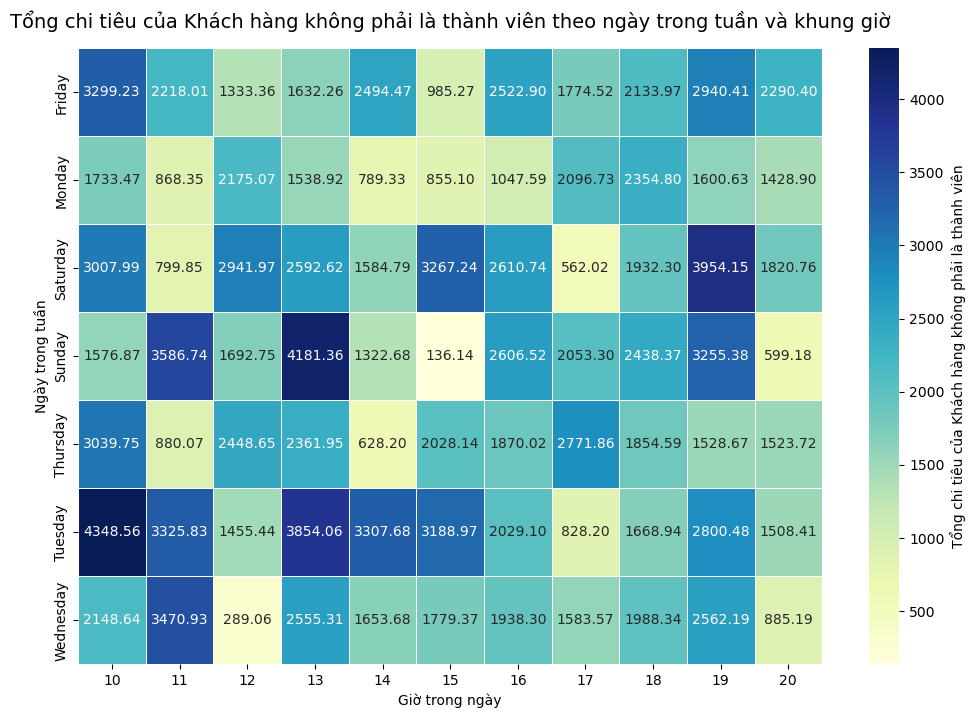 Tổng chi tiêu của Khách hàng không phải là thành viên theo ngày trong tuần và khung giờ
Ngày trong tuần
Friday 3299.23 2218.01 1333.36 1632.26 2494.47 985.27 2522.90 1774.52 2133.97 2940.41 2290.40
Monday 1733.47 868.35 2175.07 1538.92 789.33 855.10 1047.59 2096.73 2354.80 1600.63 1428.90
Saturday 3007.99 799.85 2941.97 2592.62 1584.79 3267.24 2610.74 562.02 1932.30 3954.15 1820.76
Sunday 1576.87 3586.74 1692.75 4181.36 1322.68 136.14 2606.52 2053.30 2438.37 3255.38 599.18
Thursday 3039.75 880.07 2448.65 2361.95 628.20 2028.14 1870.02 2771.86 1854.59 1528.67 1523.72
Tuesday 4348.56 3325.83 1455.44 3854.06 3307.68 3188.97 2029.10 828.20 1668.94 2800.48 1508.41
Wednesday 2148.64 3470.93 289.06 2555.31 1653.68 1779.37 1938.30 1583.57 1988.34 2562.19 885.19
10 11 12 13 14 15 16 17 18 19 20
Giờ trong ngày
4000
3500
3000
2500
2000
1500
1000
500
Tổng chi tiêu của Khách hàng không phải là thành viên